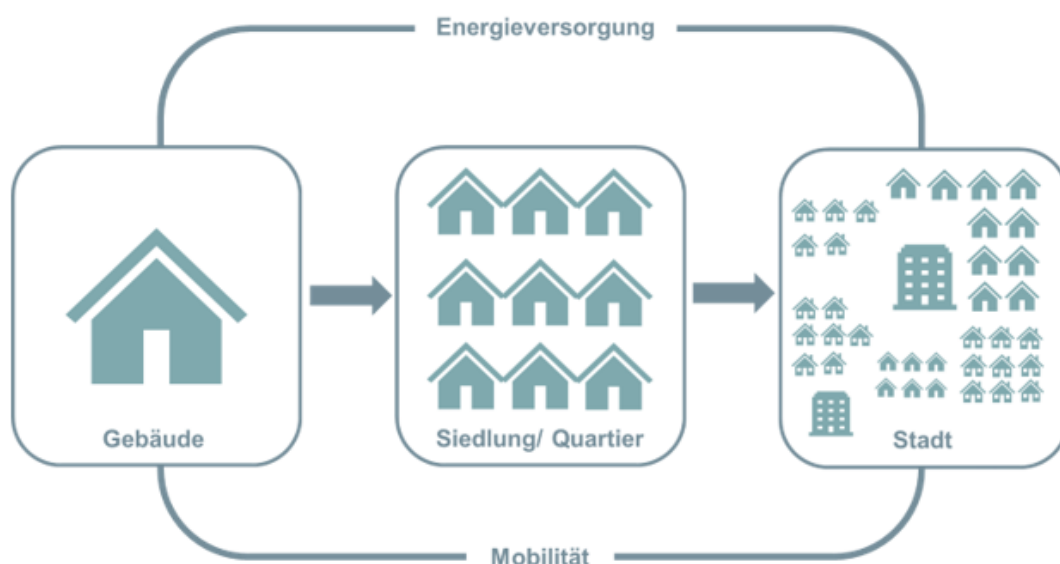 Energieversorgung
Gebäude
Siedlung/ Quartier
Stadt
Mobilität